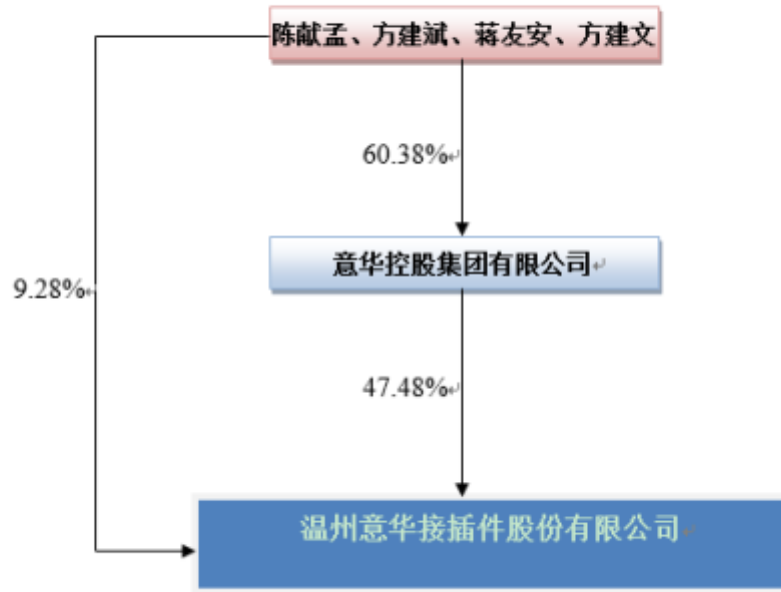 陈献孟、方建斌、蒋友安、方建文
60.38%
意华控股集团有限公司
9.28%
47.48%
温州意华接插件股份有限公司